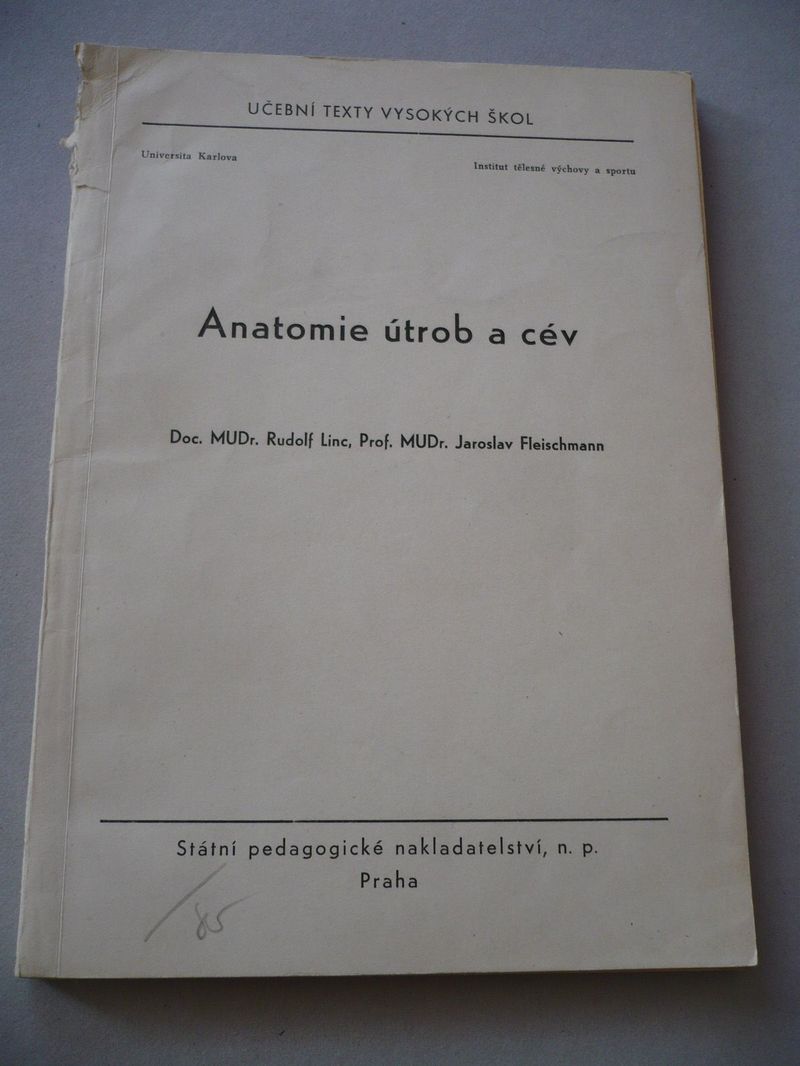 UČEBNÍ TEXTY VYSOKÝCH ŠKOL
Universita Karlova
Institut tělesné výchovy a sportu
Anatomie útrob a cév
Doc. MUDr. Rudolf Linc, Prof. MUDr. Jaroslav Fleischmann
Státní pedagogické nakladatelství, n. p.
Praha